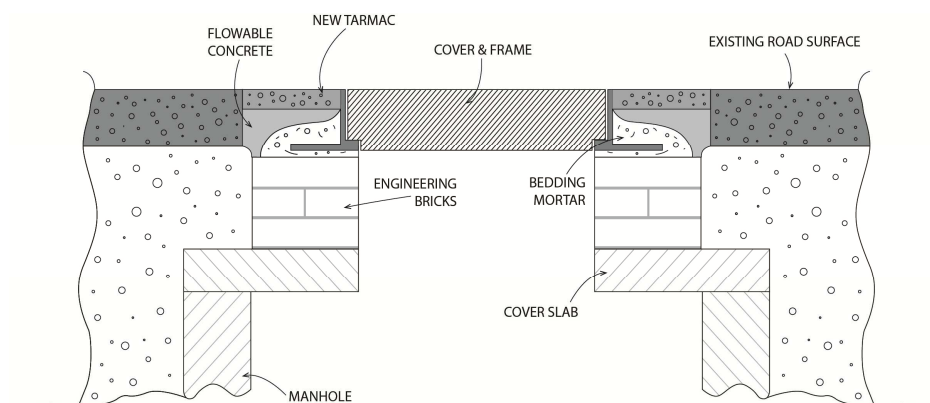 NEW TARMAC
FLOWABLE
CONCRETE
COVER & FRAME
EXISTING ROAD SURFACE
ENGINEERING
BRICKS
BEDDING
MORTAR
COVER SLAB
MANHOLE